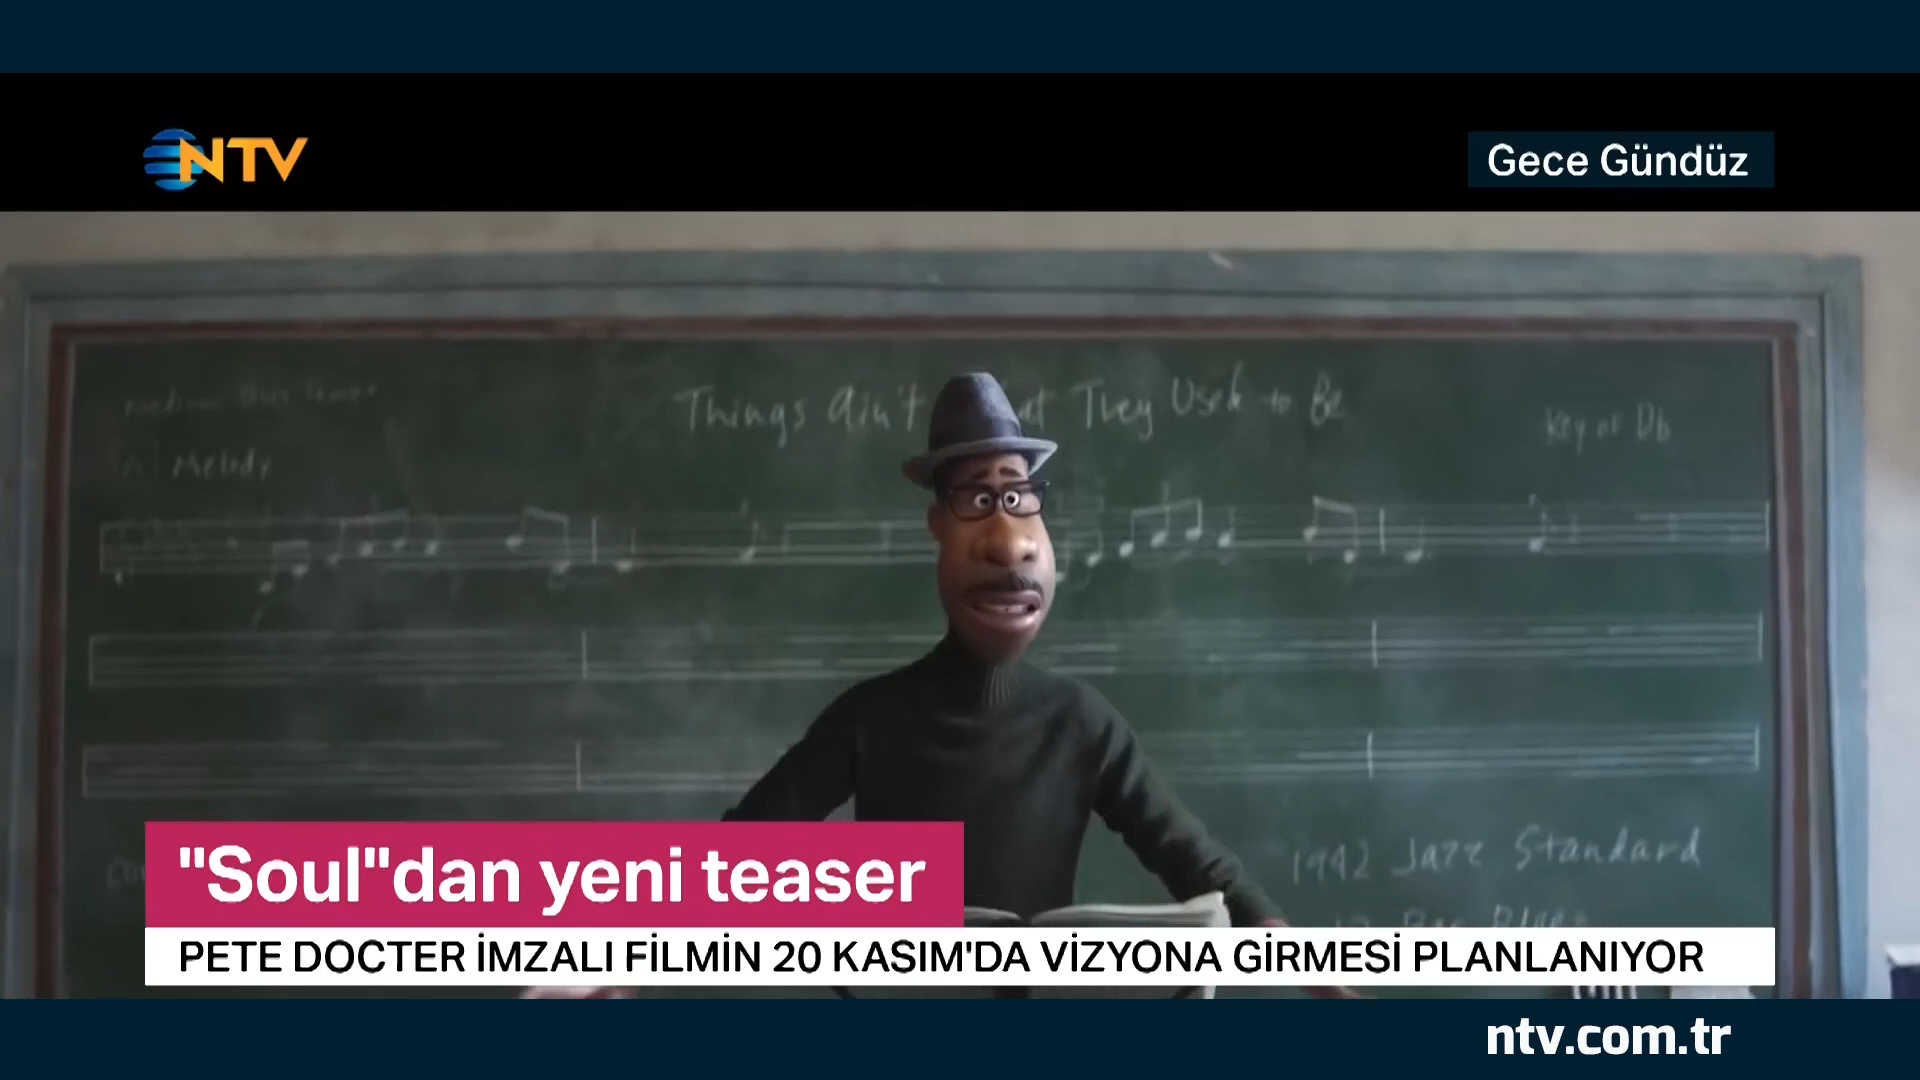 NTV
Gece Gündüz
Things Ain't They Used to Be
Key of Db
Melody
1942 Jazz Standard
"Soul"dan yeni teaser
PETE DOCTER İMZALI FİLMİN 20 KASIM'DA VİZYONA GİRMESİ PLANLANIYOR
ntv.com.tr